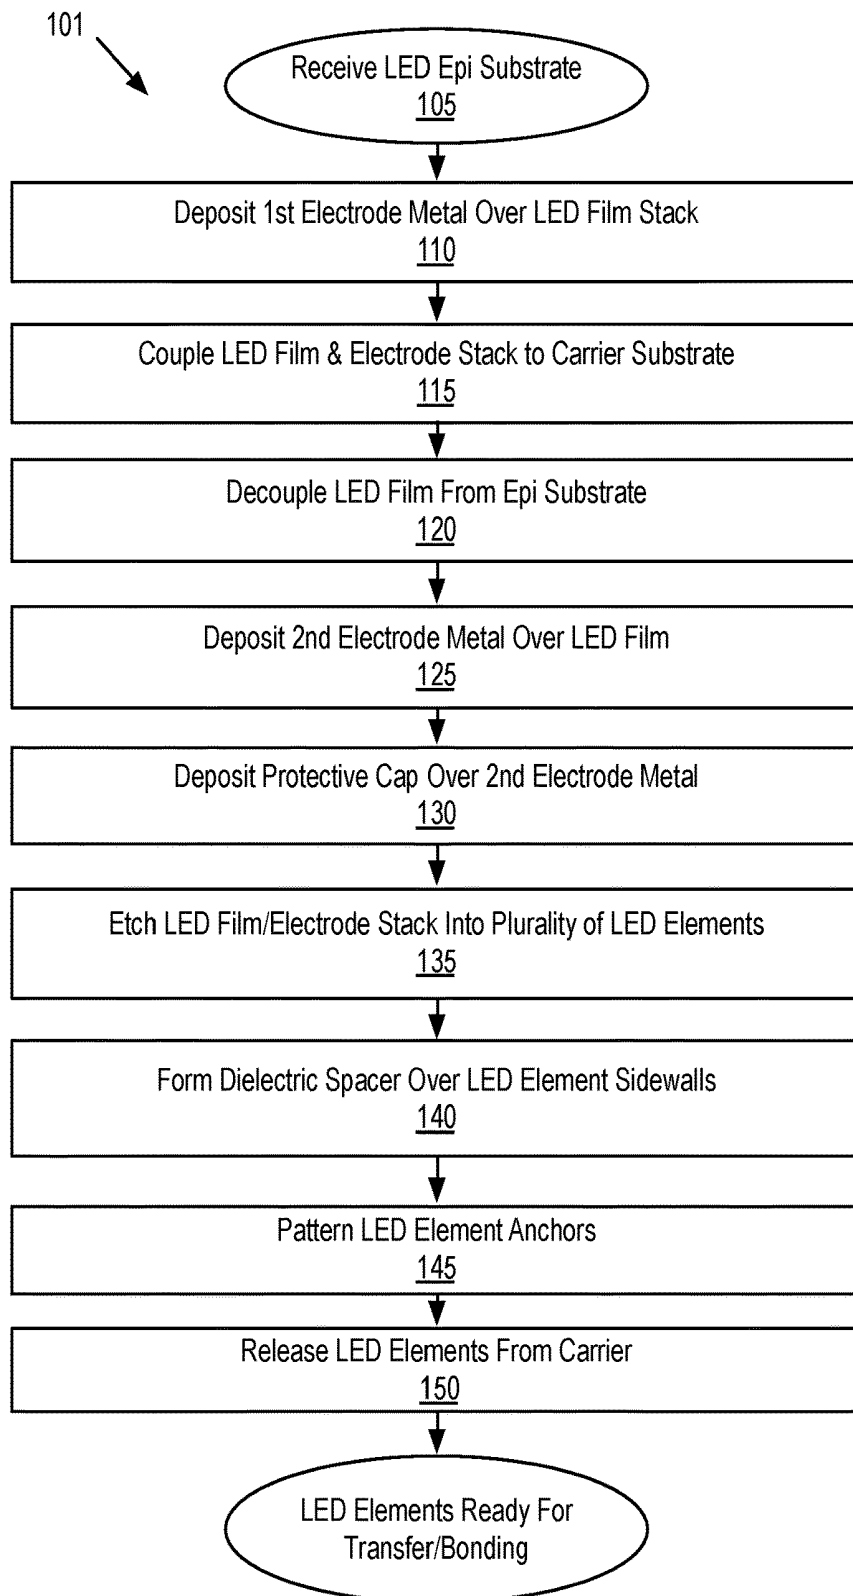 101
Receive LED Epi Substrate
105
Deposit 1st Electrode Metal Over LED Film Stack
110
Couple LED Film & Electrode Stack to Carrier Substrate
115
Decouple LED Film From Epi Substrate
120
Deposit 2nd Electrode Metal Over LED Film
125
Deposit Protective Cap Over 2nd Electrode Metal
130
Etch LED Film/Electrode Stack Into Plurality of LED Elements
135
Form Dielectric Spacer Over LED Element Sidewalls
140
Pattern LED Element Anchors
145
Release LED Elements From Carrier
150
LED Elements Ready For
Transfer/Bonding